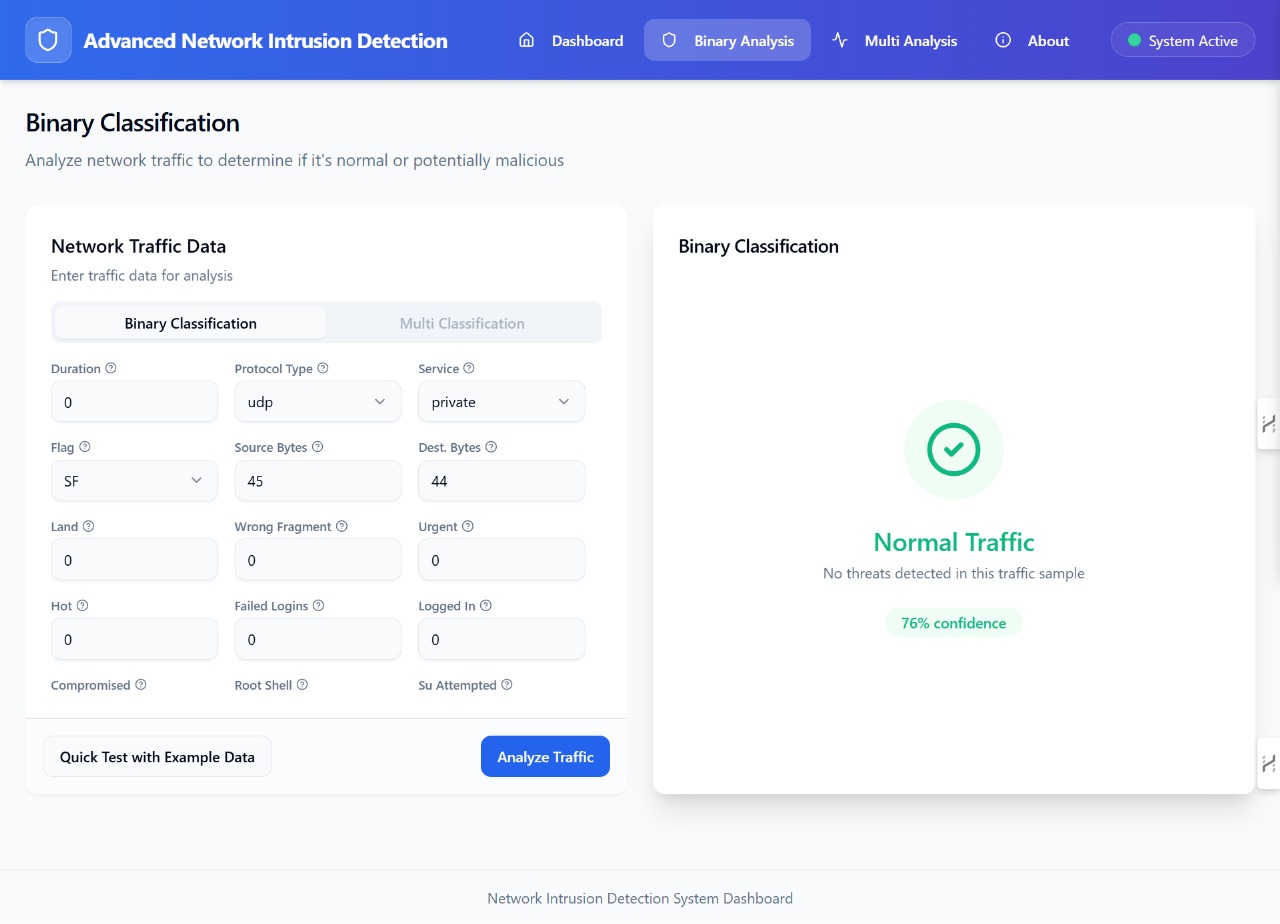 Advanced Network Intrusion Detection
Dashboard
Binary Analysis
Multi Analysis
About
System Active
Binary Classification
Analyze network traffic to determine if it's normal or potentially malicious
Network Traffic Data
Enter traffic data for analysis
Binary Classification
Multi Classification
Duration
Protocol Type
Service
0
udp
private
Flag
Source Bytes
Dest. Bytes
SF
45
44
Land
Wrong Fragment
Urgent
0
0
0
Hot
Failed Logins
Logged In
0
0
0
Compromised
Root Shell
Su Attempted
Quick Test with Example Data
Analyze Traffic
Binary Classification
Normal Traffic
No threats detected in this traffic sample
76% confidence
Network Intrusion Detection System Dashboard